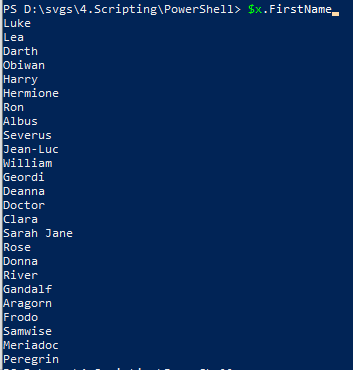 PS D:\svgs\4.Scripting\PowerShell> $x.FirstName
Luke
Lea
Darth
Obiwan
Harry
Hermione
Ron
Albus
Severus
Jean-Luc
William
Geordi
Deanna
Doctor
Clara
Sarah Jane
Rose
Donna
River
Gandalf
Aragorn
Frodo
Samwise
Meriadoc
Peregrin